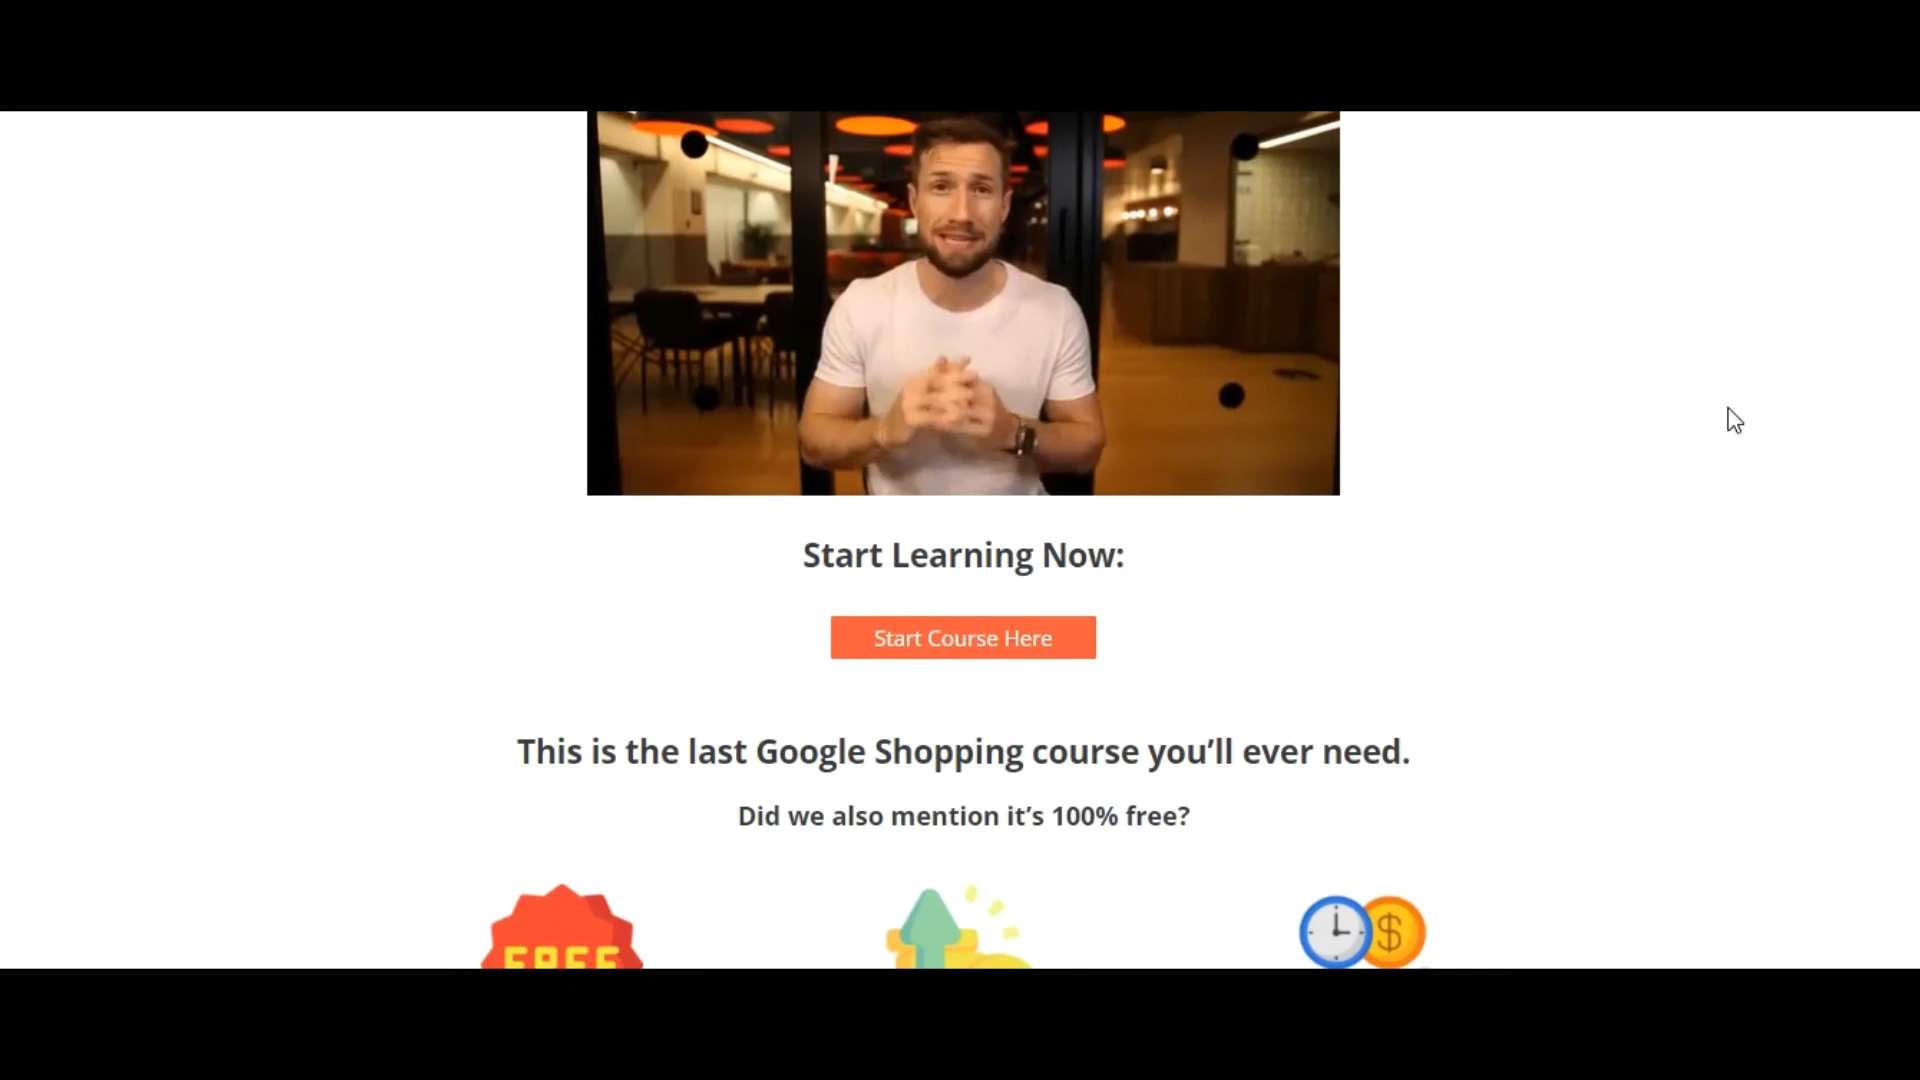 Start Learning Now:
Start Course Here
This is the last Google Shopping course you’ll ever need.
Did we also mention it’s 100% free?
FREE
$